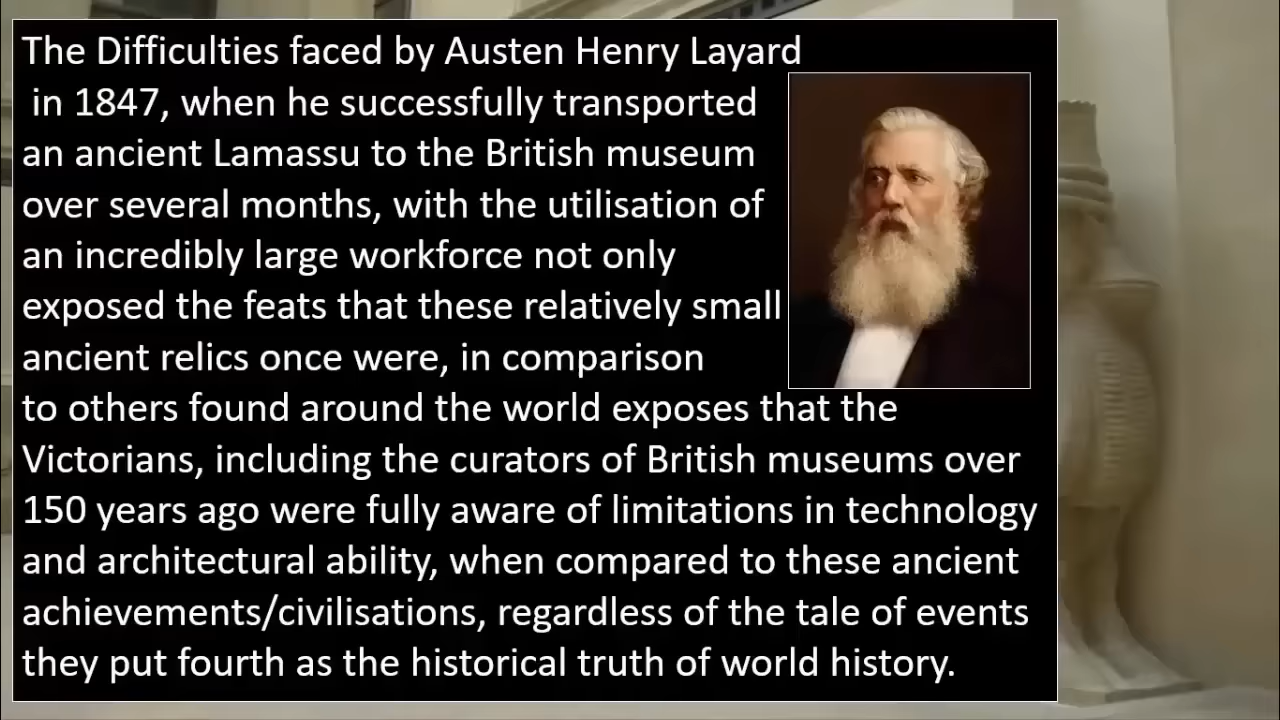 The Difficulties faced by Austen Henry Layard
in 1847, when he successfully transported
an ancient Lamassu to the British museum
over several months, with the utilisation of
an incredibly large workforce not only
exposed the feats that these relatively small
ancient relics once were, in comparison
to others found around the world exposes that the
Victorians, including the curators of British museums over
150 years ago were fully aware of limitations in technology
and architectural ability, when compared to these ancient
achievements/civilisations, regardless of the tale of events
they put fourth as the historical truth of world history.